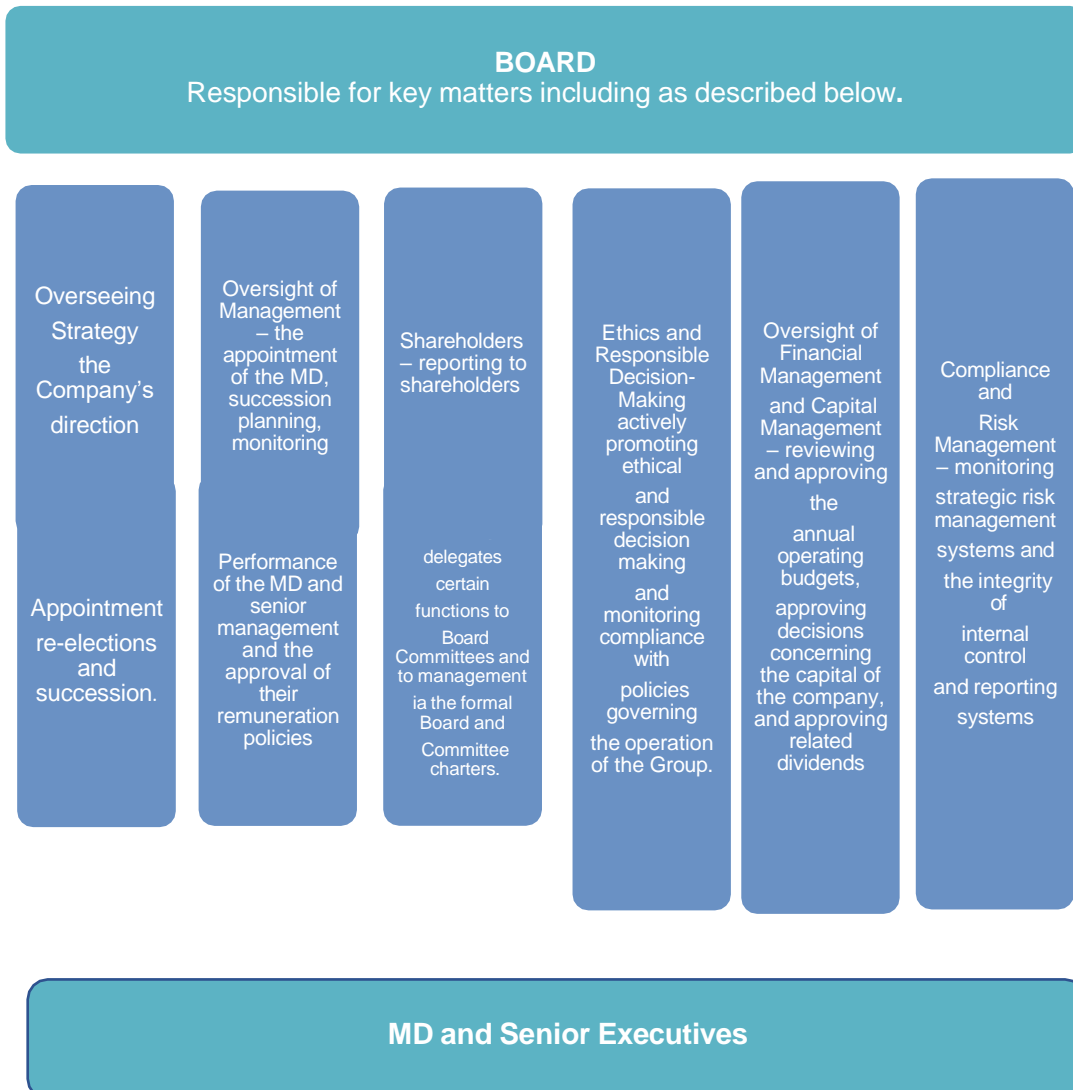 BOARD
Responsible for key matters including as described below.
Overseeing
Strategy
the
Company’s
direction
Appointment
re-elections
and
succession.
Oversight of
Management
– the
appointment
of the MD,
succession
planning,
monitoring
Performance
of the MD and
senior
management
and the
approval of
their
remuneration
policies
Shareholders
– reporting to
shareholders
delegates
certain
functions to
Board
Committees and
to management
ia the formal
Board and
Committee
charters.
Ethics and
Responsible
Decision-
Making
actively
promoting
ethical
and
responsible
decision
making
and
monitoring
compliance
with
policies
governing
the operation
of the Group.
Oversight of
Financial
Management
and Capital
Management
– reviewing
and approving
the
annual
operating
budgets,
approving
decisions
concerning
the capital of
the company,
and approving
related
dividends
Compliance
and
Risk
Management
– monitoring
strategic risk
management
systems and
the integrity
of
internal
control
and reporting
systems
MD and Senior Executives